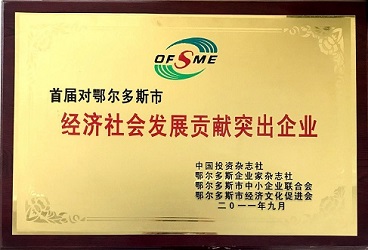 OFSME
首届对鄂尔多斯市
经济社会发展贡献突出企业
中国投资杂志社
鄂尔多斯企业家杂志社
鄂尔多斯市中小企业联合会
鄂尔多斯市经济文化促进会
二〇一一年九月